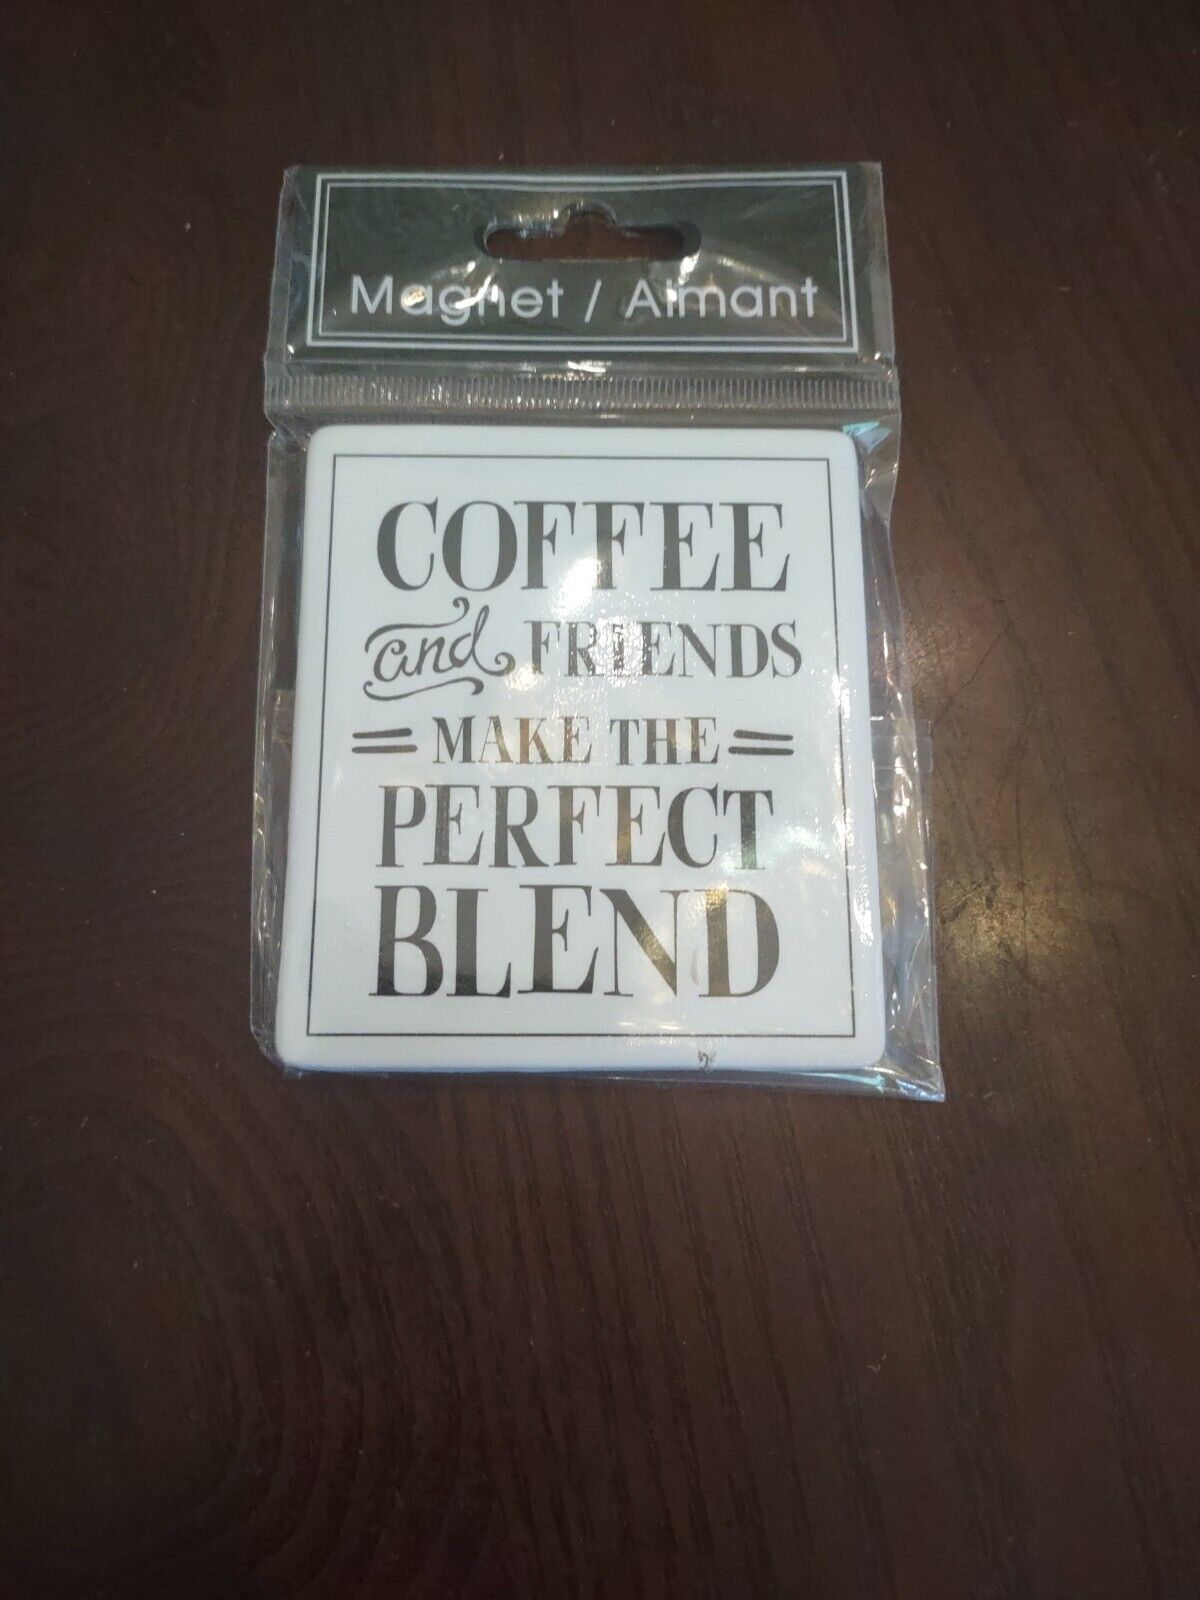 Magnet / Aimant
COFFEE
and FRIENDS
= MAKE THE =
PERFECT
BLEND